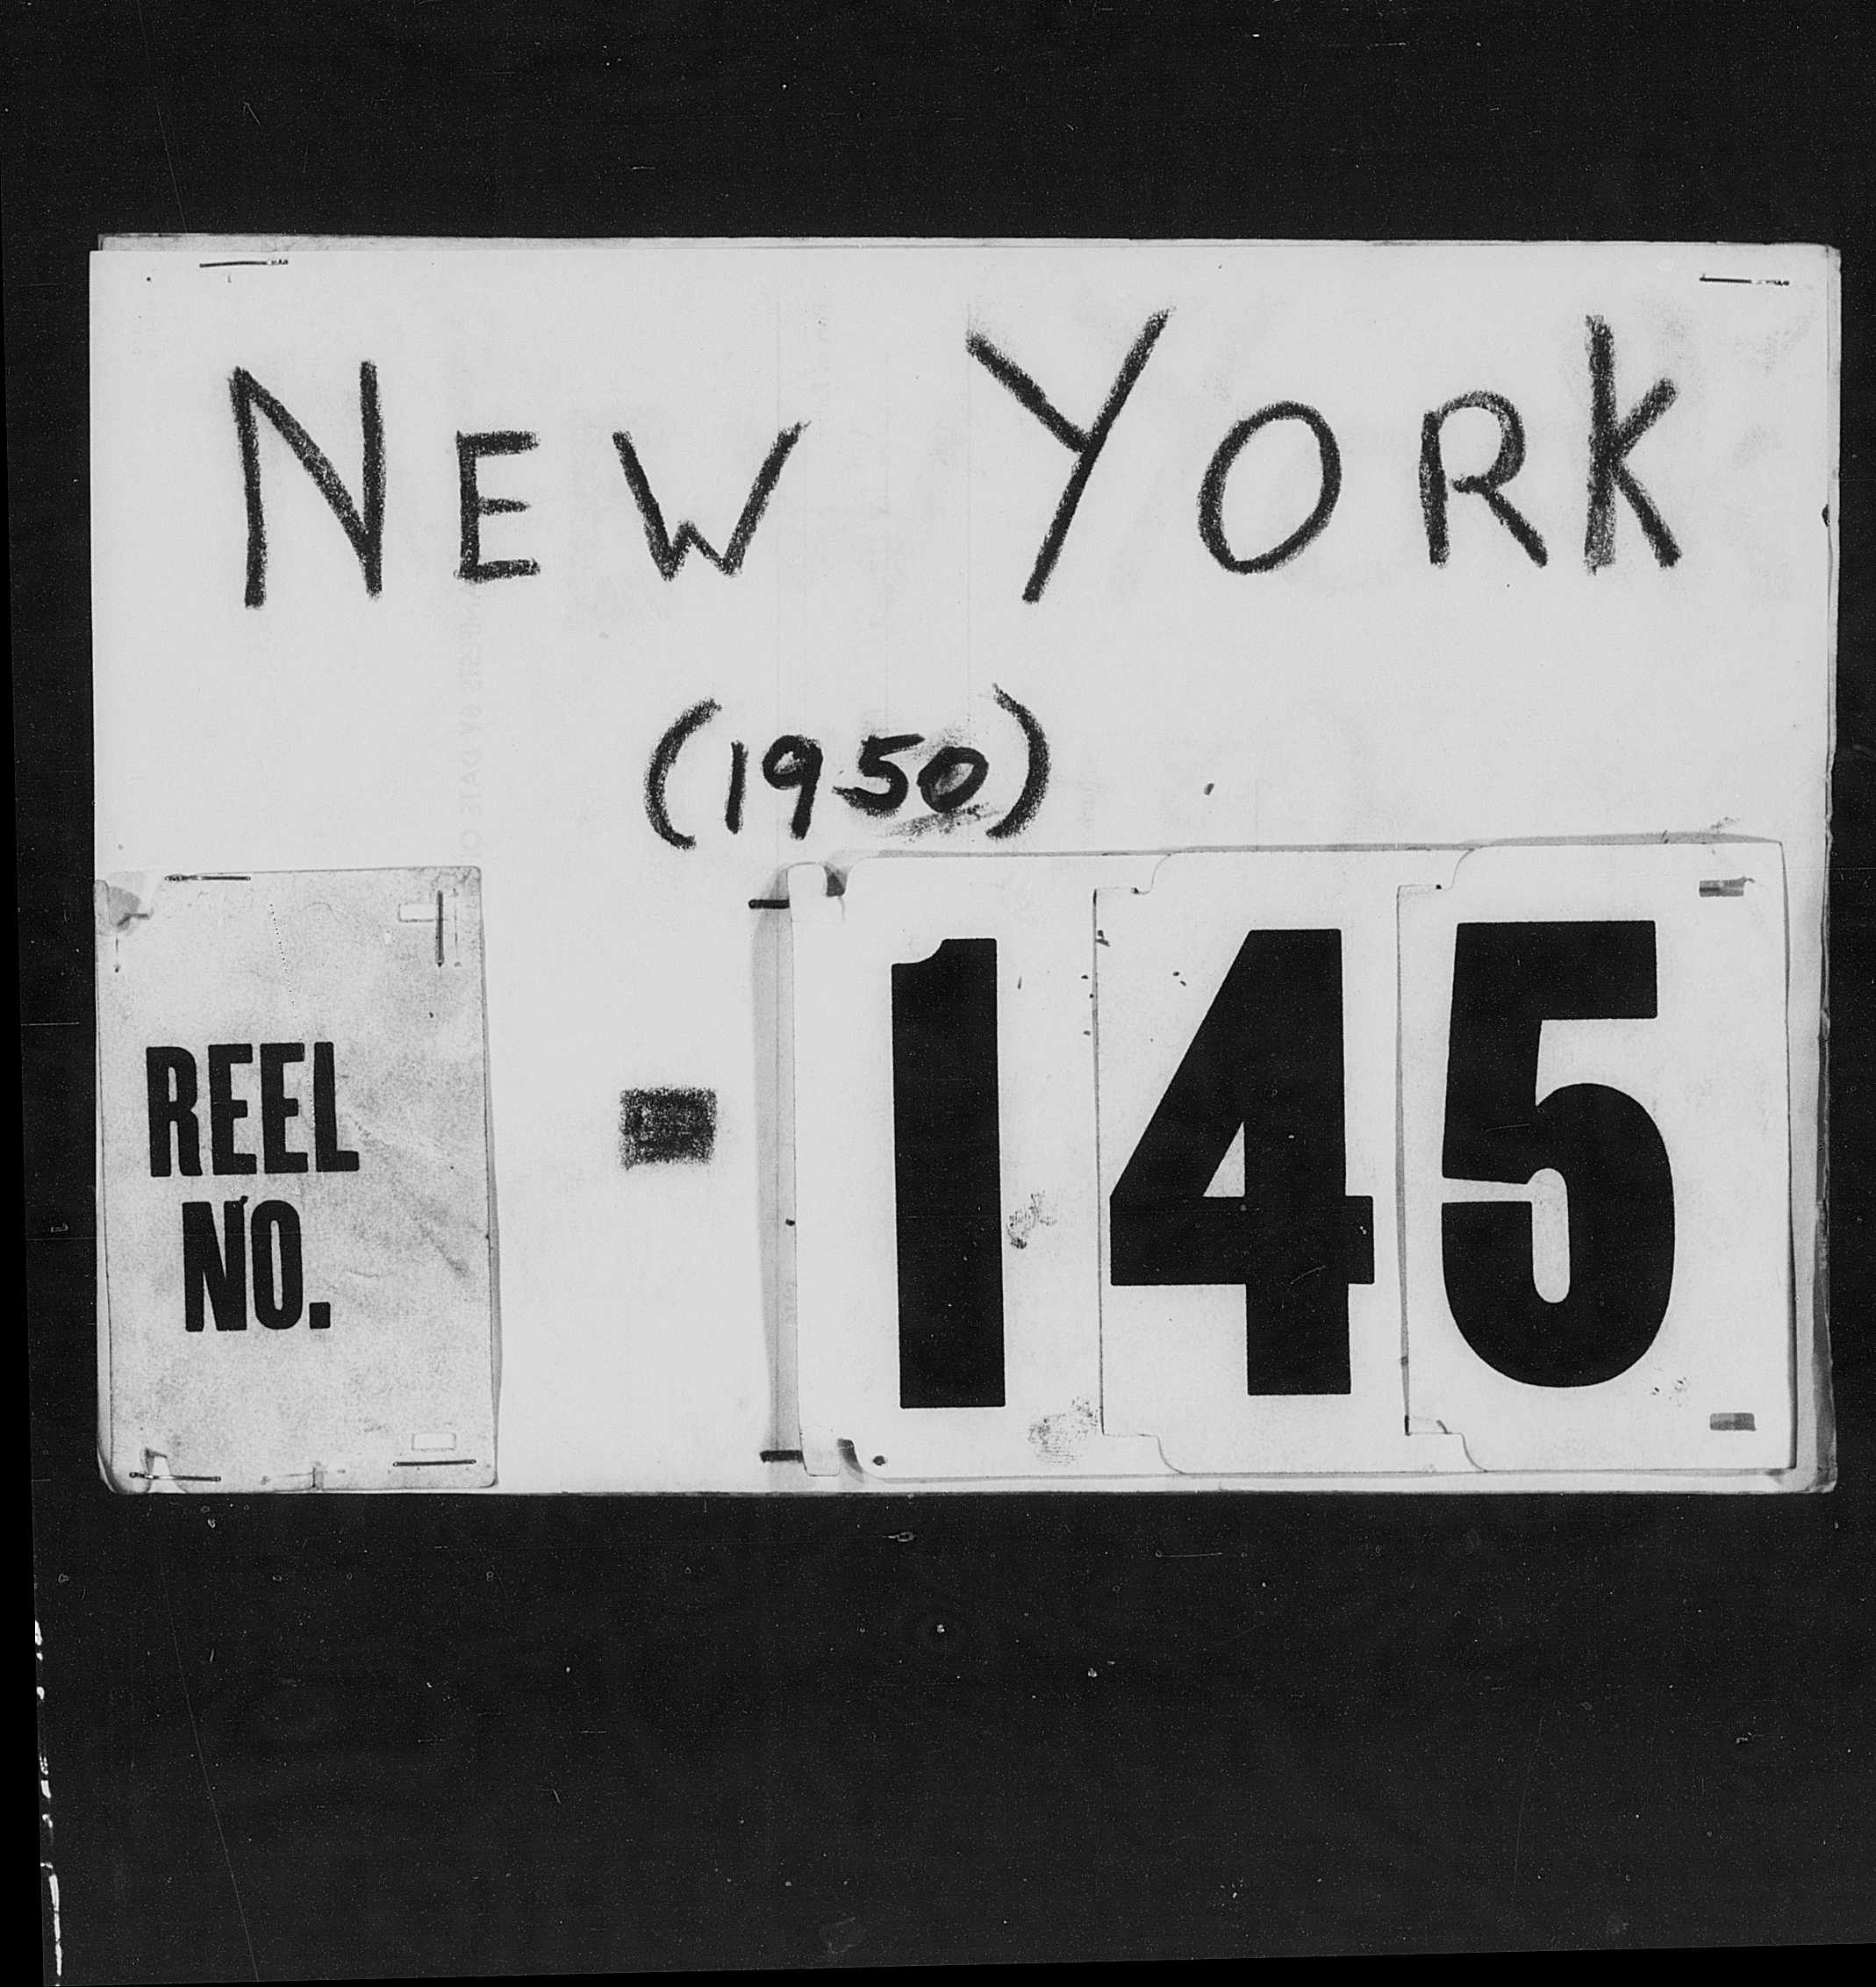 NEW YORK
(1950)
REEL
NO.
- 145